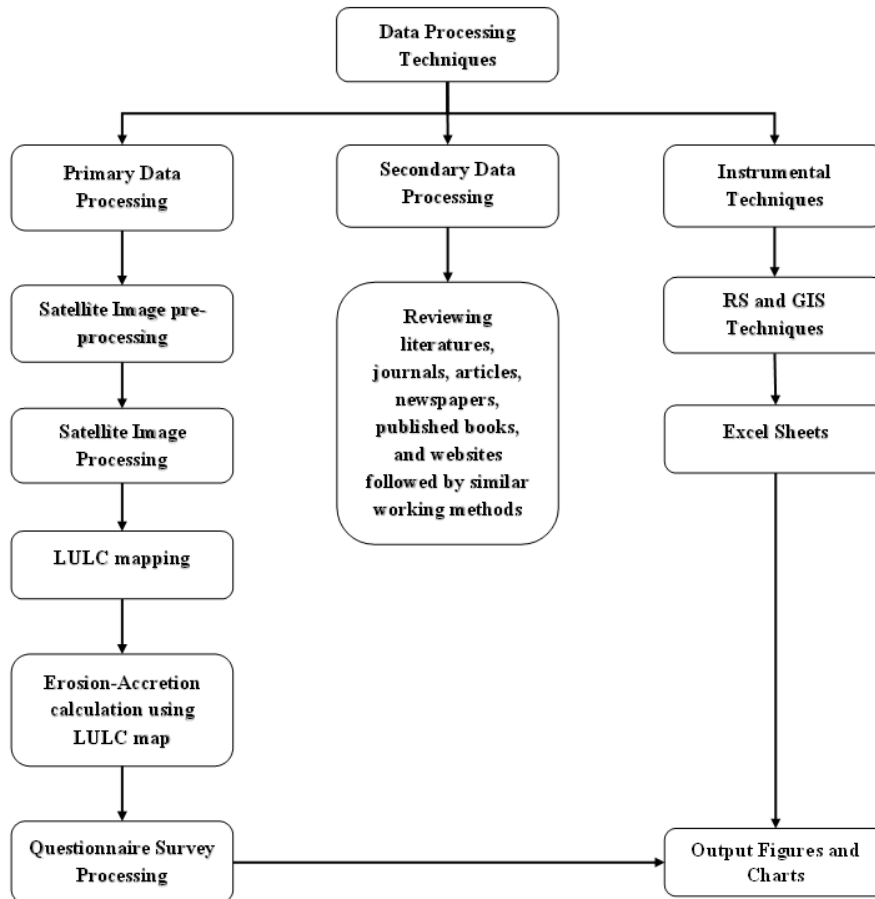 Data Processing
Techniques
Primary Data
Processing
Secondary Data
Processing
Instrumental
Techniques
Satellite Image pre-
processing
Reviewing
literatures,
journals, articles,
newspapers,
published books,
and websites
followed by similar
working methods
RS and GIS
Techniques
Satellite Image
Processing
Excel Sheets
LULC mapping
Erosion-Accretion
calculation using
LULC map
Questionnaire Survey
Processing
Output Figures and
Charts